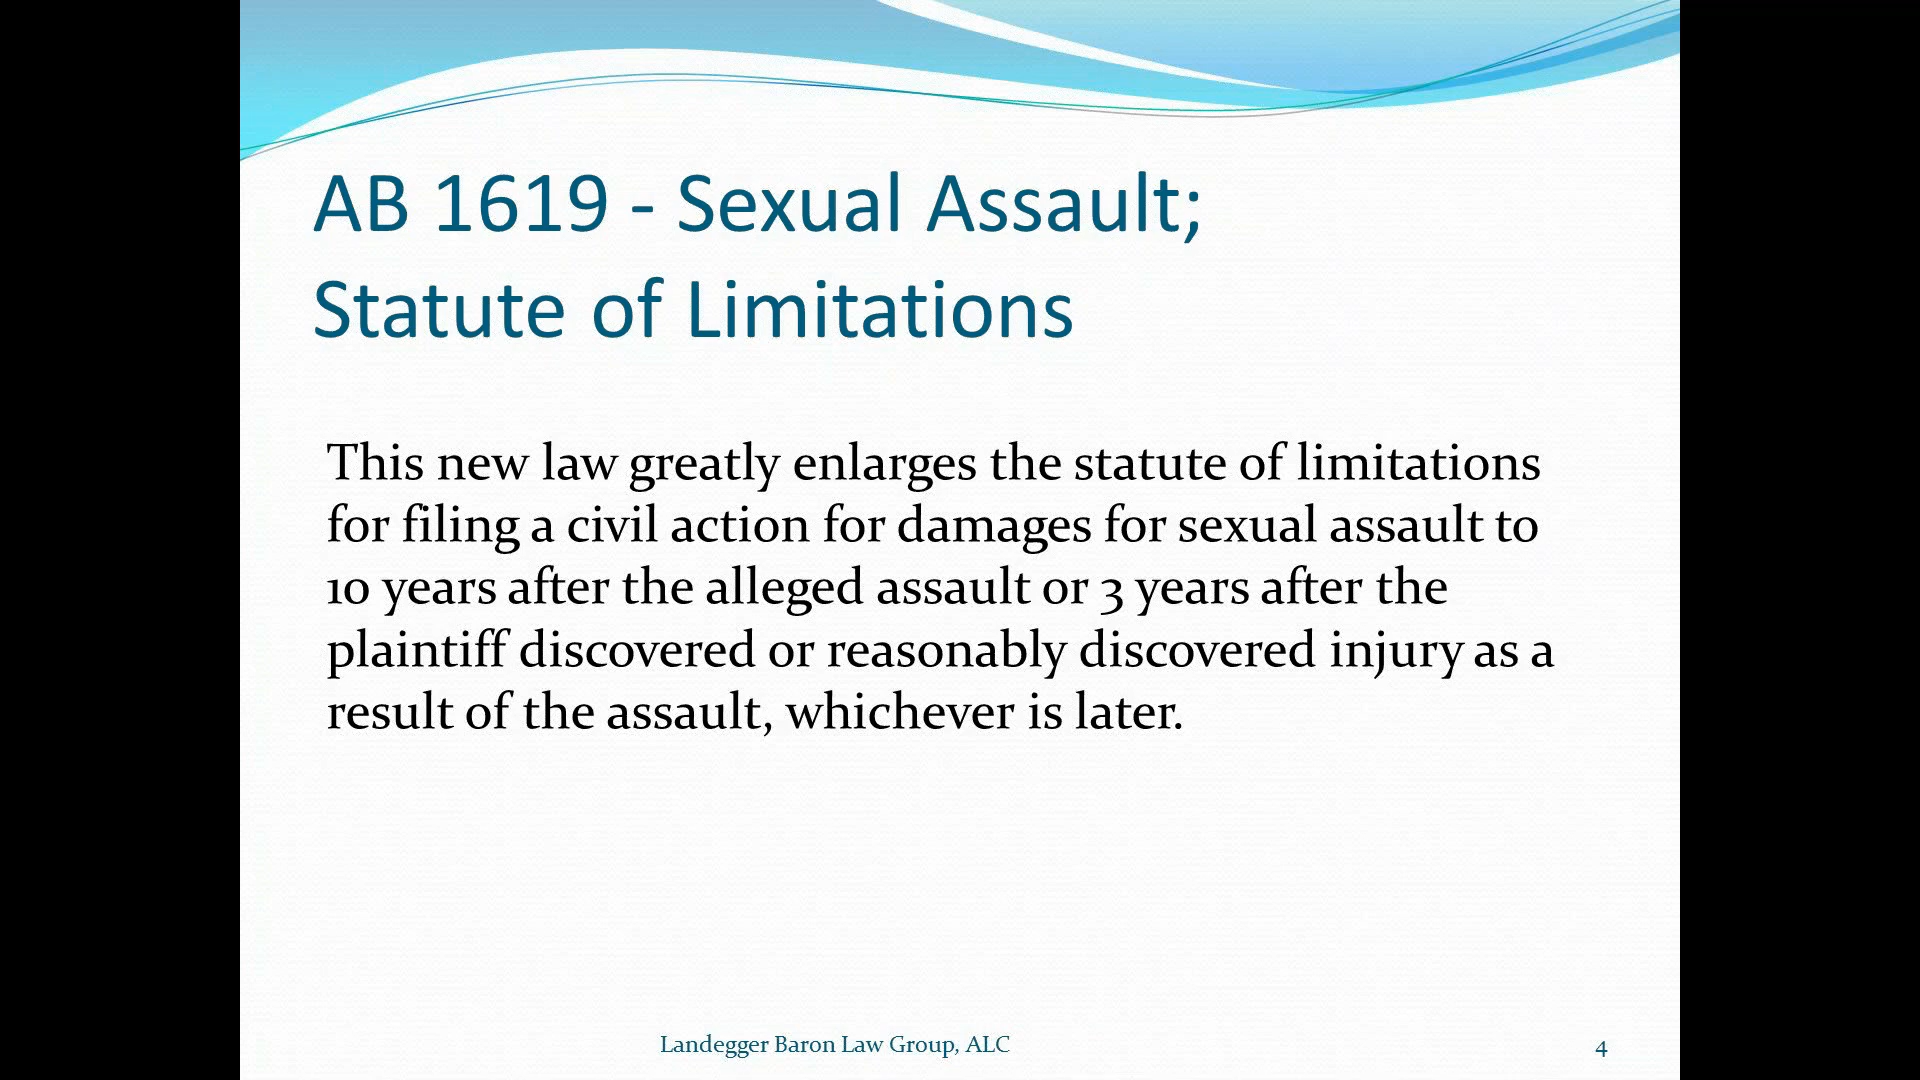 AB 1619 - Sexual Assault;
Statute of Limitations
This new law greatly enlarges the statute of limitations
for filing a civil action for damages for sexual assault to
10 years after the alleged assault or 3 years after the
plaintiff discovered or reasonably discovered injury as a
result of the assault, whichever is later.
Landegger Baron Law Group, ALC
4